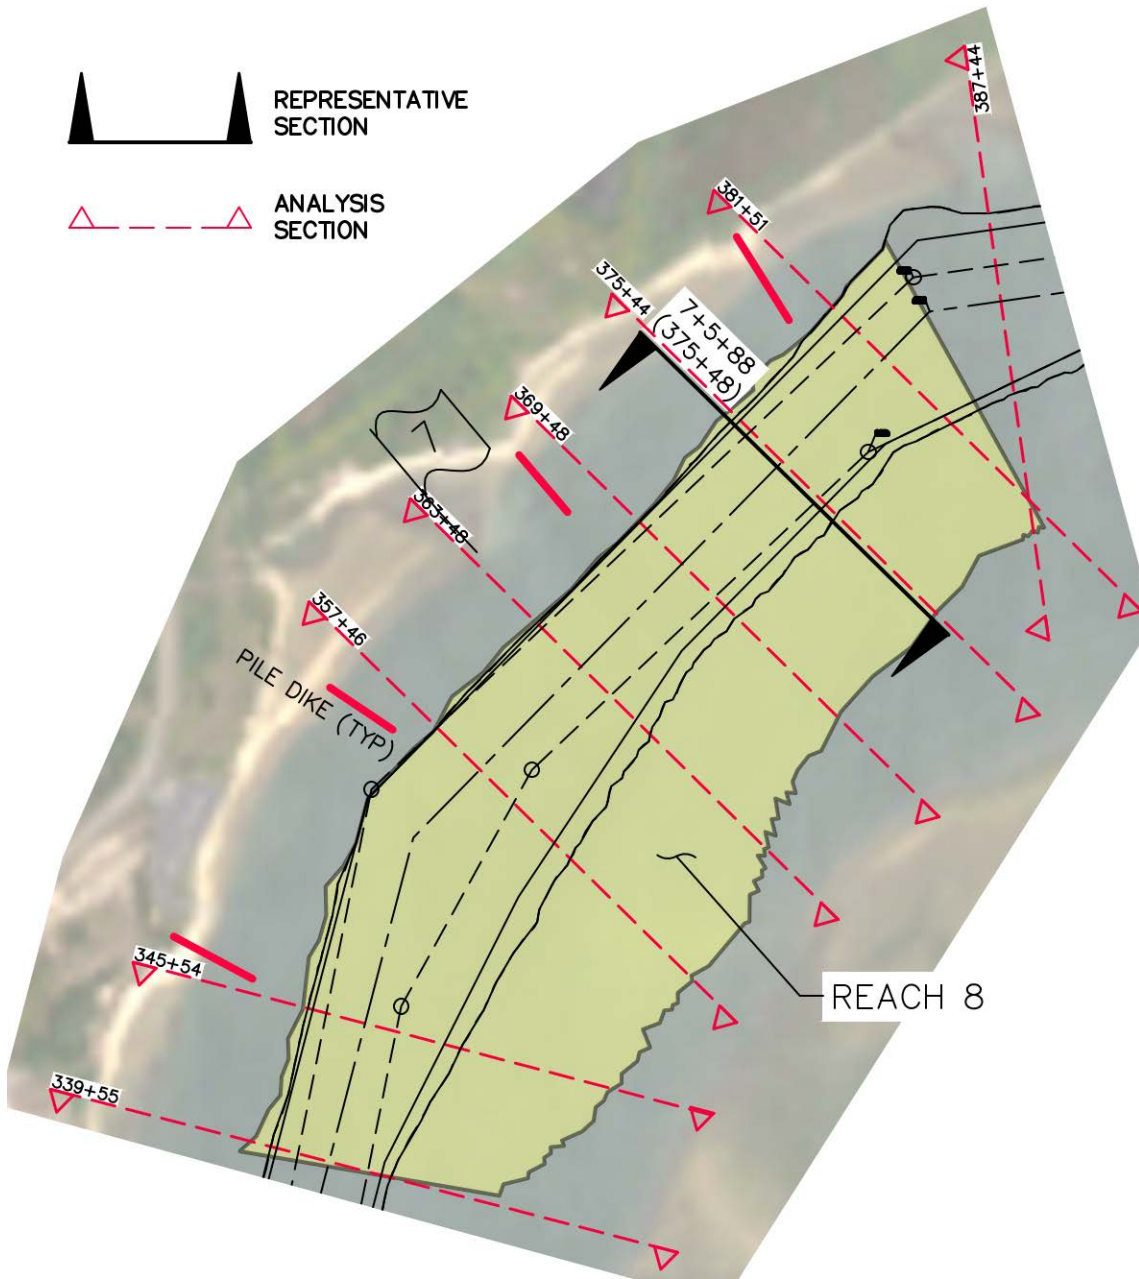 REPRESENTATIVE
SECTION
ANALYSIS
SECTION
387+44
381+51
375+44
7+5+88
(375+48)
369+48
7
363+48
357+46
PILE DIKE (TYP)
345+54
REACH 8
339+55